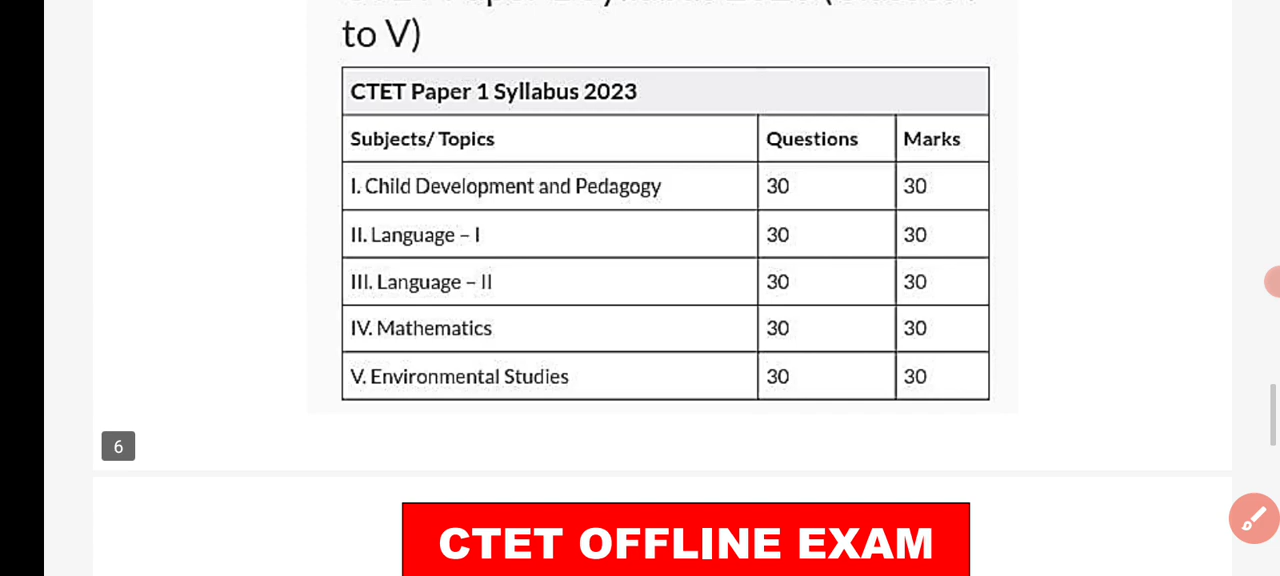 to V)
CTET Paper 1 Syllabus 2023
Subjects/ Topics Questions Marks
I. Child Development and Pedagogy 30 30
II. Language – I 30 30
III. Language – II 30 30
IV. Mathematics 30 30
V. Environmental Studies 30 30
6
CTET OFFLINE EXAM